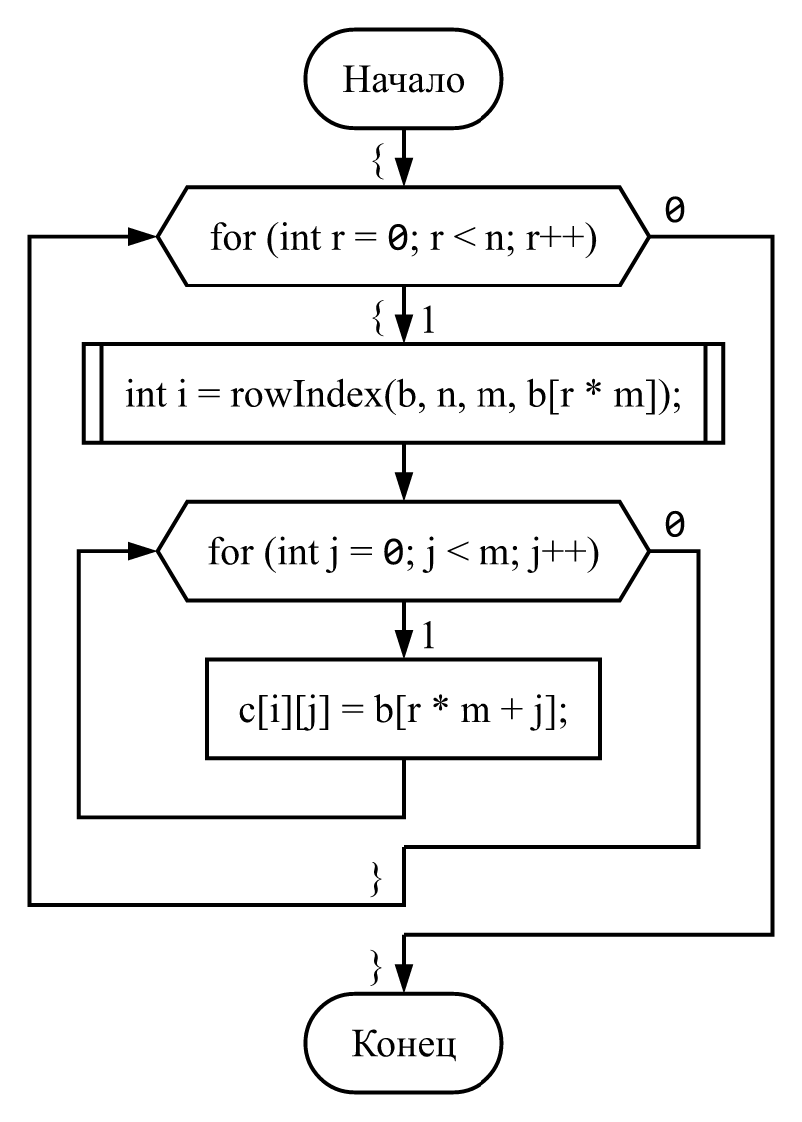 Начало
{
for (int r = 0; r < n; r++)
0
{
1
int i = rowIndex(b, n, m, b[r * m]);
for (int j = 0; j < m; j++)
0
1
c[i][j] = b[r * m + j];
}
}
Конец